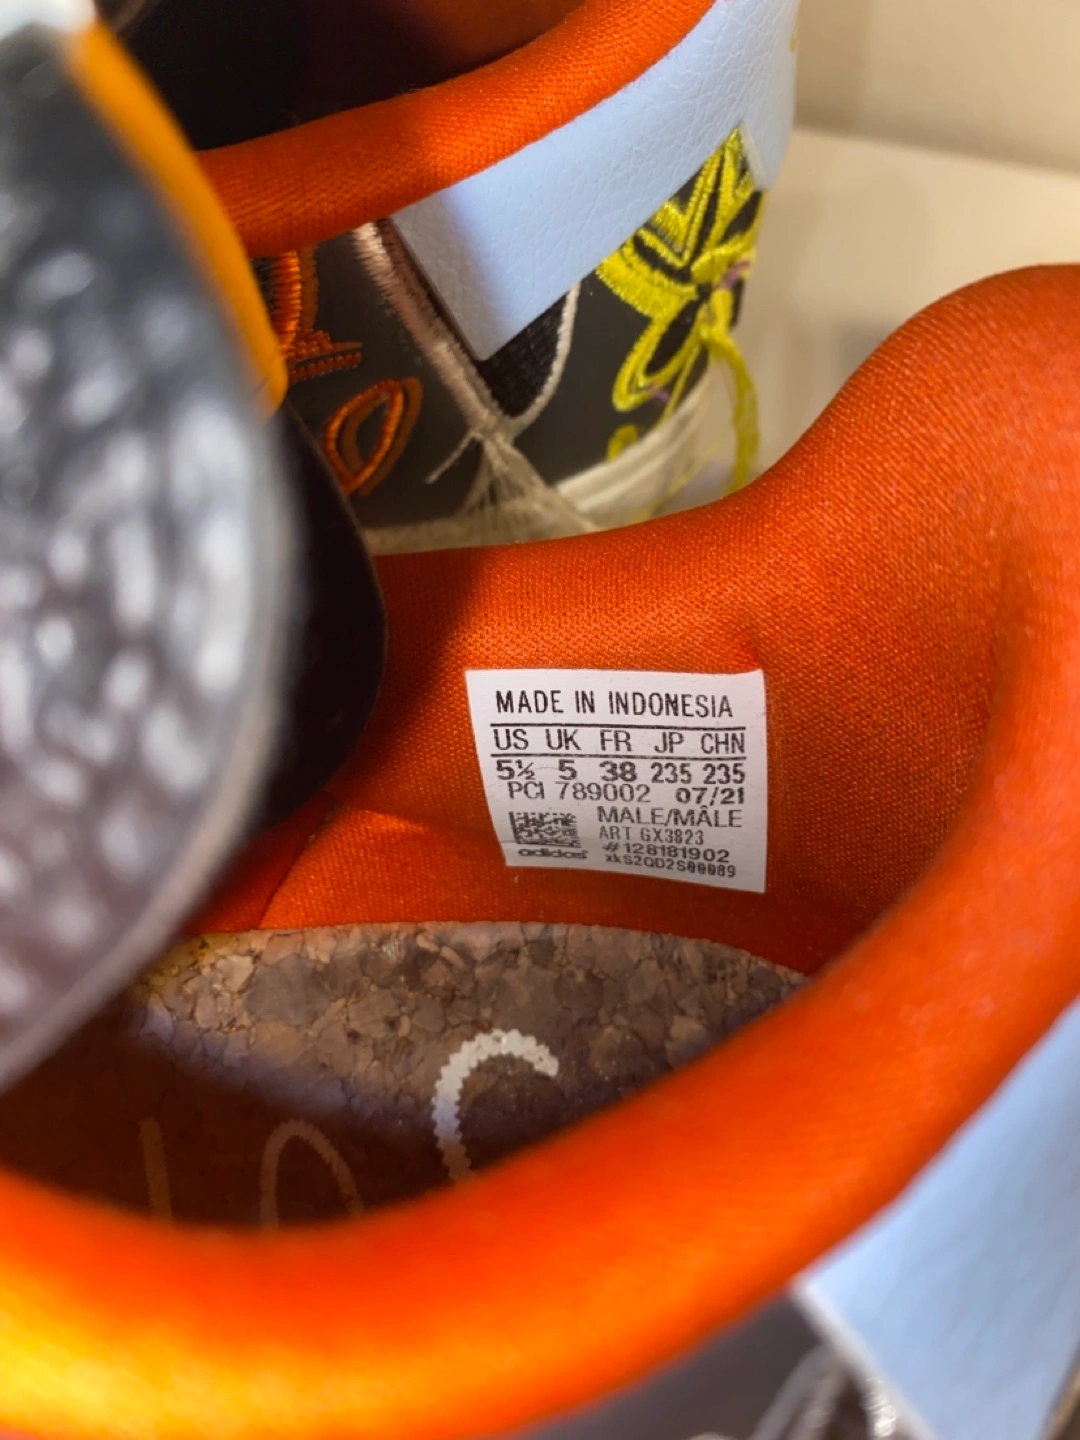 MADE IN INDONESIA
US UK FR JP CHN
5½ 5 38 235 235
PCI 789002 07/21
MALE/MÂLE
ART GX3823
#128181902
adidas
xkS2QD2S00089